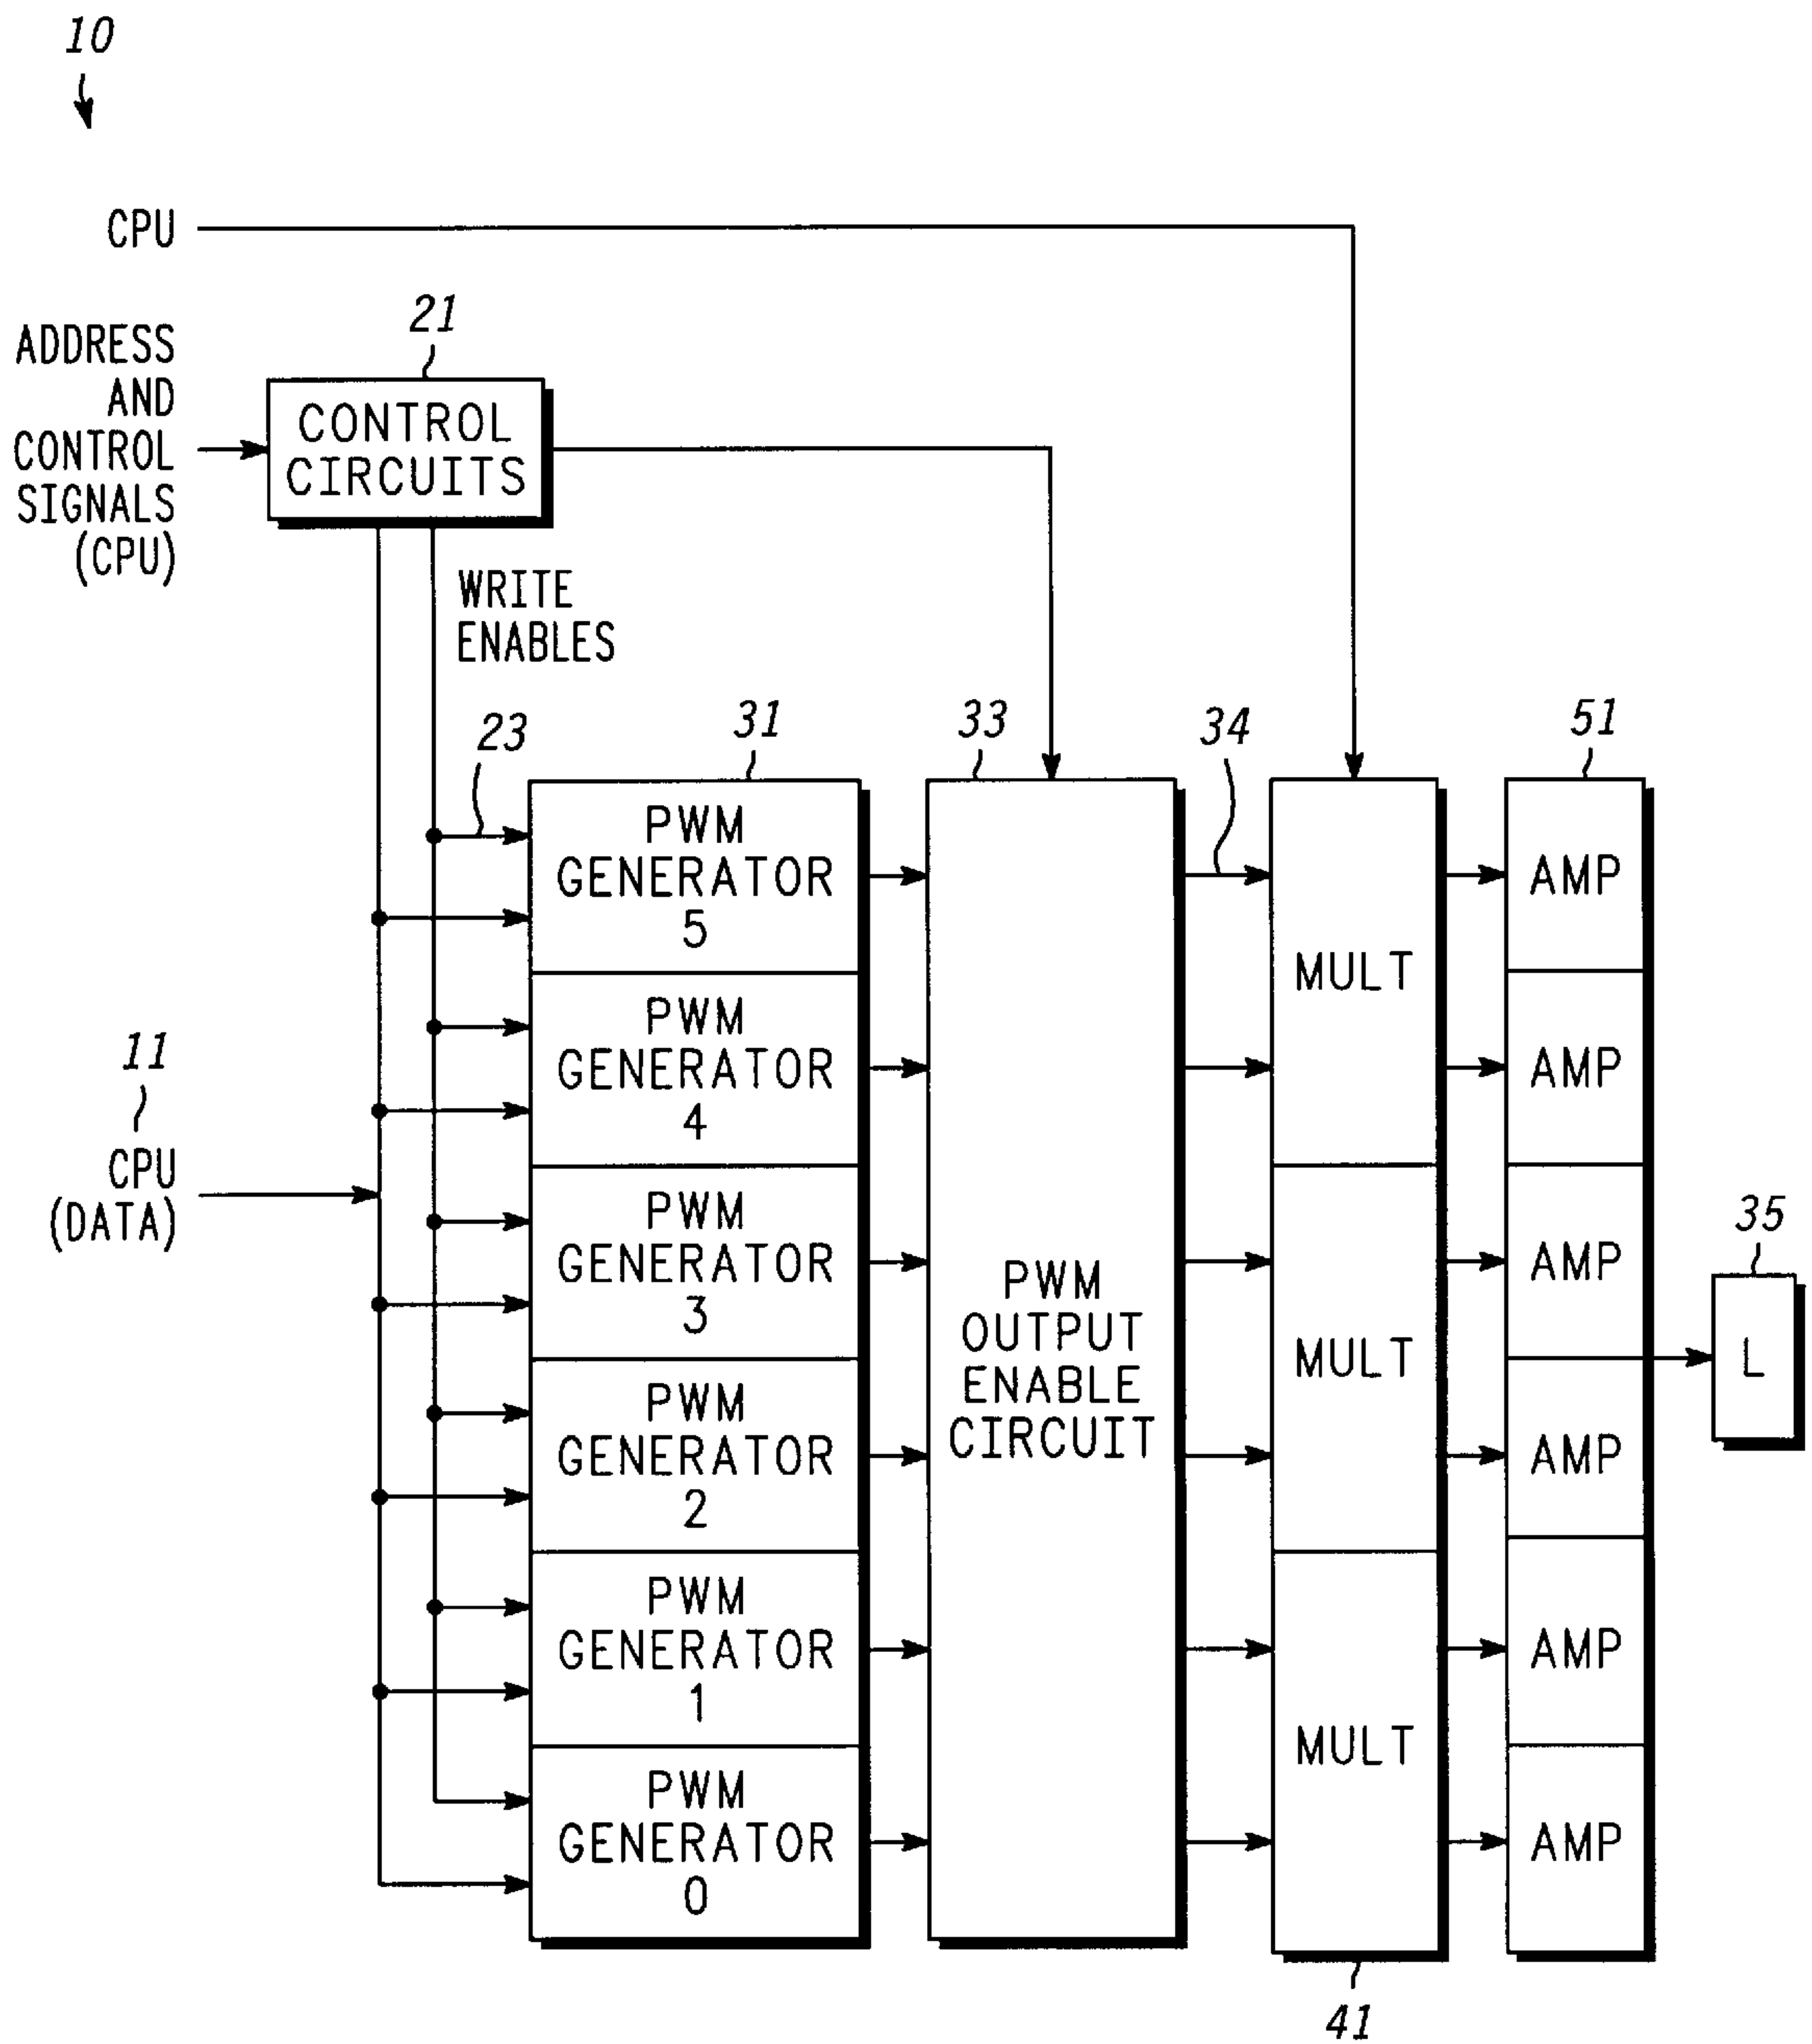 10
CPU
21
ADDRESS
AND
CONTROL
SIGNALS
(CPU)
CONTROL
CIRCUITS
WRITE
ENABLES
23
31
33
34
51
PWM
GENERATOR
5
PWM
GENERATOR
4
PWM
GENERATOR
3
PWM
GENERATOR
2
PWM
GENERATOR
1
PWM
GENERATOR
0
11
CPU
(DATA)
PWM
OUTPUT
ENABLE
CIRCUIT
MULT
MULT
MULT
41
AMP
AMP
AMP
AMP
AMP
AMP
35
L